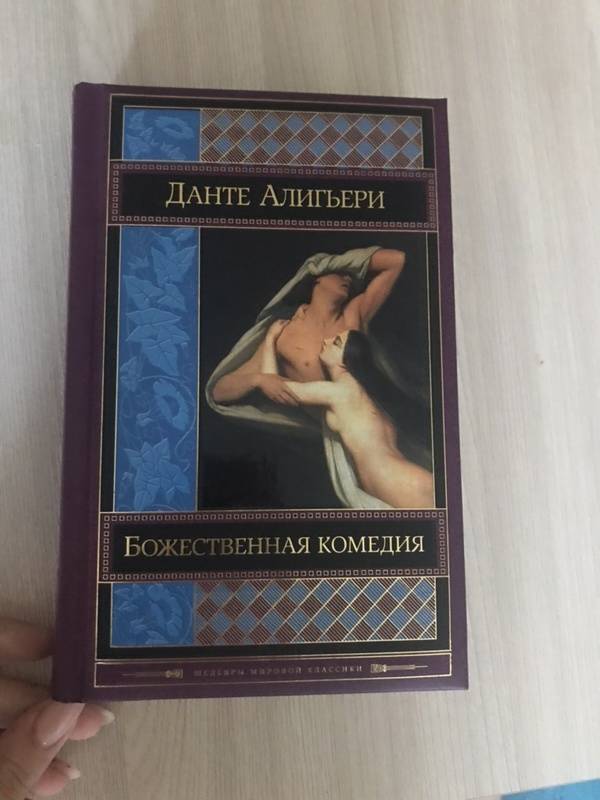 ДАНТЕ АЛИГЬЕРИ
БОЖЕСТВЕННАЯ КОМЕДИЯ
ШЕДЕВРЫ МИРОВОЙ КЛАССИКИ